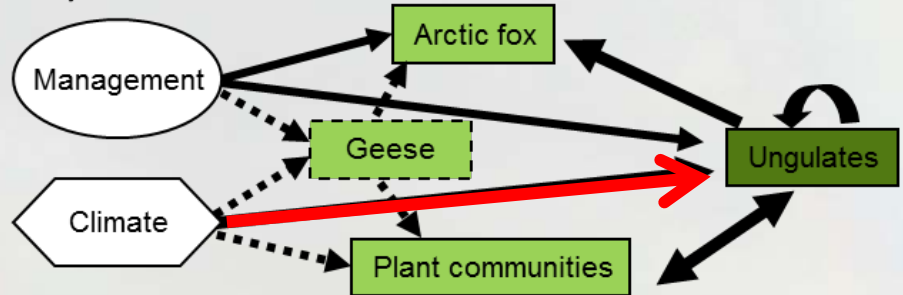 Arctic fox
Management
Geese
Ungulates
Climate
Plant communities